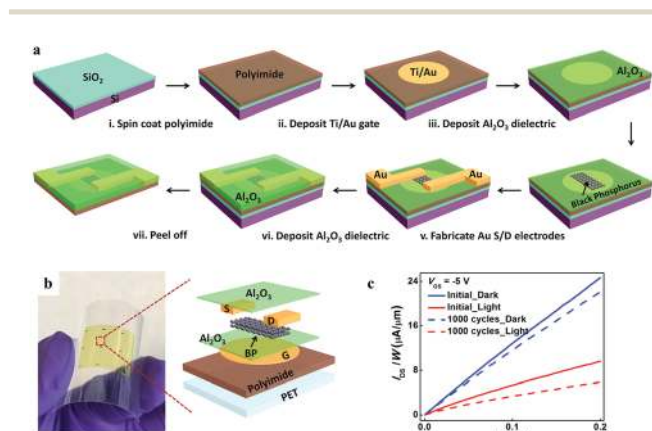 a
SiO₂
Si
Polyimide
Ti/Au
Al₂O₃
i. Spin coat polyimide
ii. Deposit Ti/Au gate
iii. Deposit Al₂O₃ dielectric
Al₂O₃
Au
Au
Black Phosphorus
vii. Peel off
vi. Deposit Al₂O₃ dielectric
v. Fabricate Au S/D electrodes
b
Al₂O₃
S
D
Al₂O₃
BP
G
Polyimide
PET
c
V_GS = -5 V
Initial_Dark
Initial_Light
1000 cycles_Dark
1000 cycles_Light
I_DS / W (μA/μm)
24
16
8
0
0.0
0.1
0.2